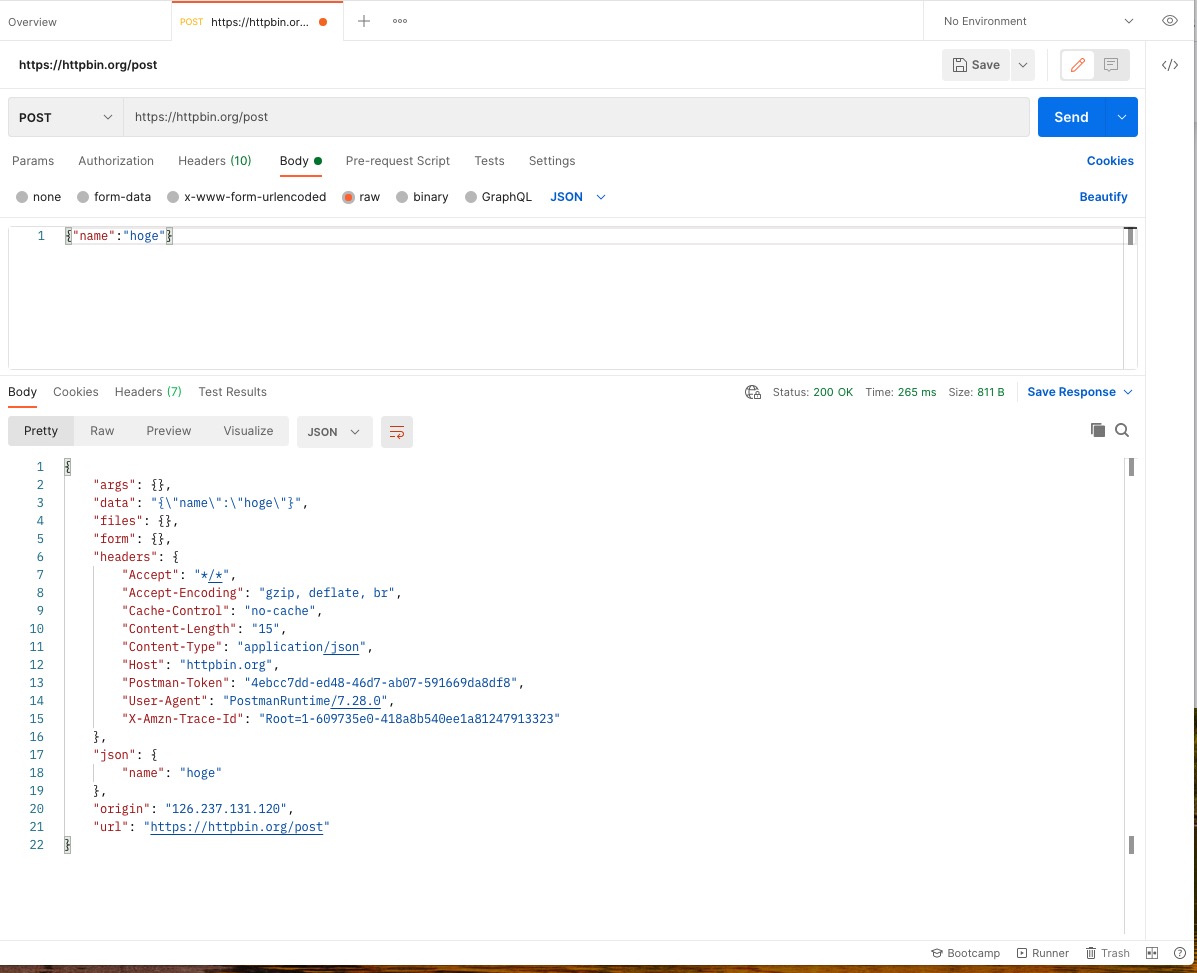 Overview POST https://httpbin.or... No Environment
https://httpbin.org/post Save </>
POST https://httpbin.org/post Send
Params Authorization Headers (10) Body Pre-request Script Tests Settings Cookies
none form-data x-www-form-urlencoded raw binary GraphQL JSON Beautify
1 {"name":"hoge"}
Body Cookies Headers (7) Test Results Status: 200 OK Time: 265 ms Size: 811 B Save Response
Pretty Raw Preview Visualize JSON
1 {
2 "args": {},
3 "data": "{\"name\":\"hoge\"}",
4 "files": {},
5 "form": {},
6 "headers": {
7 "Accept": "*/*",
8 "Accept-Encoding": "gzip, deflate, br",
9 "Cache-Control": "no-cache",
10 "Content-Length": "15",
11 "Content-Type": "application/json",
12 "Host": "httpbin.org",
13 "Postman-Token": "4ebcc7dd-ed48-46d7-ab07-591669da8df8",
14 "User-Agent": "PostmanRuntime/7.28.0",
15 "X-Amzn-Trace-Id": "Root=1-609735e0-418a8b540ee1a81247913323"
16 },
17 "json": {
18 "name": "hoge"
19 },
20 "origin": "126.237.131.120",
21 "url": "https://httpbin.org/post"
22 }
Bootcamp Runner Trash